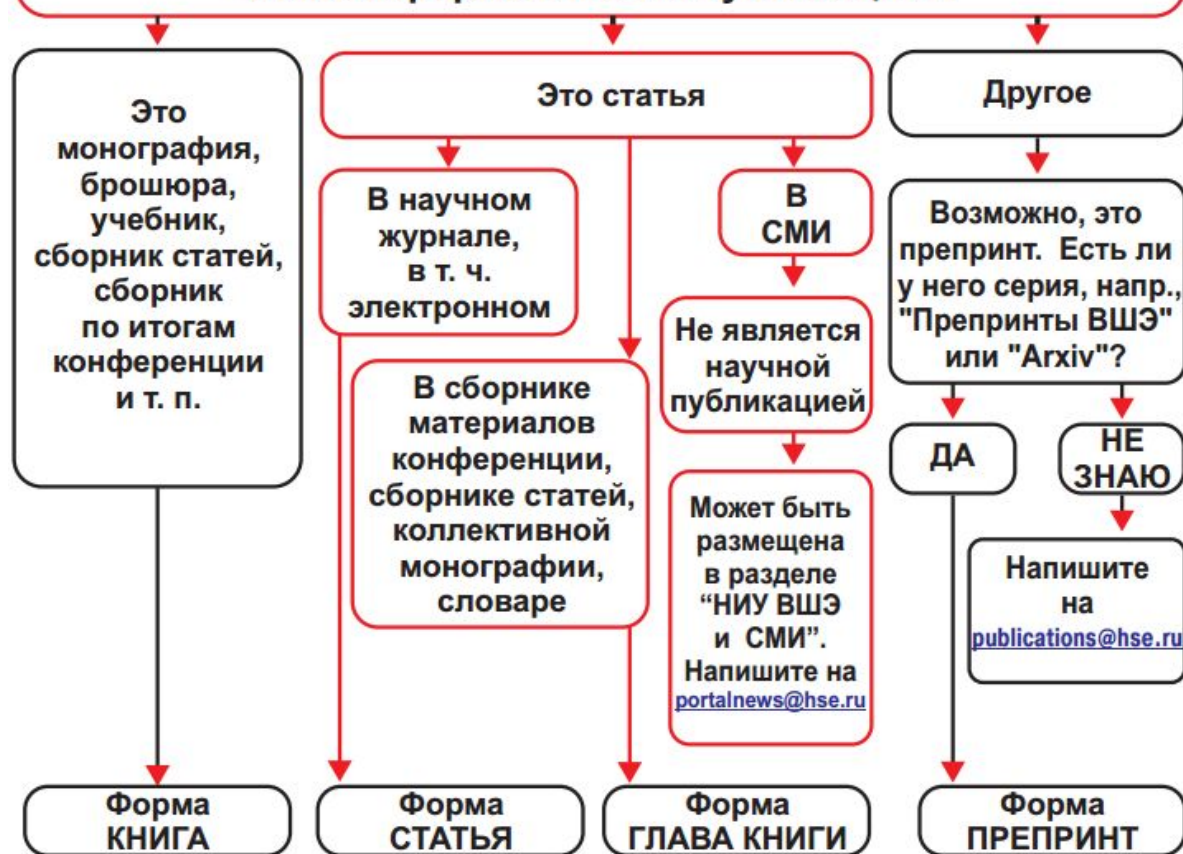 Это
монография,
брошюра,
учебник,
сборник статей,
сборник
по итогам
конференции
и т. п.
Это статья
В научном
журнале,
в т. ч.
электронном
В сборнике
материалов
конференции,
сборнике статей,
коллективной
монографии,
словаре
В
СМИ
Не является
научной
публикацией
Может быть
размещена
в разделе
“НИУ ВШЭ
и СМИ”.
Напишите на
portalnews@hse.ru
Другое
Возможно, это
препринт. Есть ли
у него серия, напр.,
"Препринты ВШЭ"
или "Arxiv"?
ДА
НЕ
ЗНАЮ
Напишите
на
publications@hse.ru
Форма
КНИГА
Форма
СТАТЬЯ
Форма
ГЛАВА КНИГИ
Форма
ПРЕПРИНТ